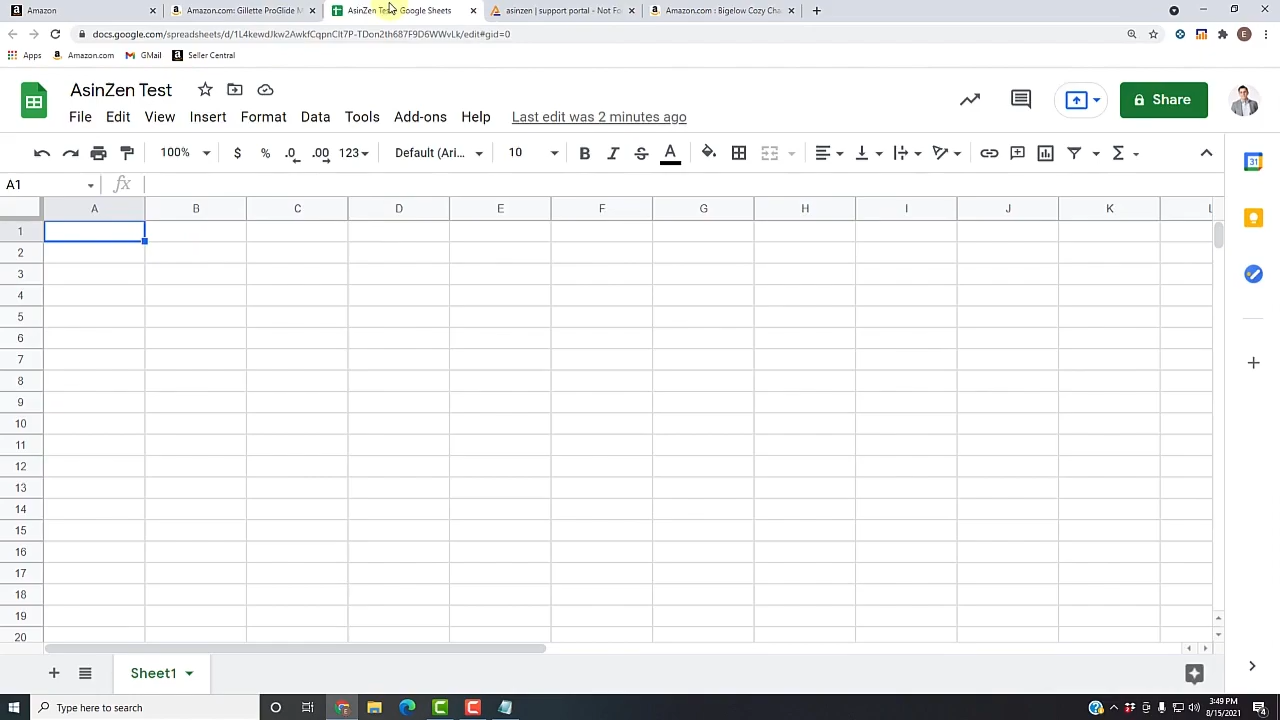 Amazon
Amazon.com: Gillette ProGlide M
AsinZen Te Google Sheets
asinzen | support portal - Not Fo
Amazon.com : Bigelow Cozy Cha
docs.google.com/spreadsheets/d/1L4kewdJkw2AwkfCqpnClt7P-TDon2th687F9D6WWvLk/edit#gid=0
E
Apps
Amazon.com
GMail
Seller Central
AsinZen Test
Share
File Edit View Insert Format Data Tools Add-ons Help Last edit was 2 minutes ago
100% $ % .0 .00 123 Default (Ari... 10 B I S A Σ
31
A1 fx
A B C D E F G H I J K L
1
2
3
4
5
6
7
8
9
10
11
12
13
14
15
16
17
18
19
20
Sheet1
Type here to search
3:49 PM
8/15/2021
4